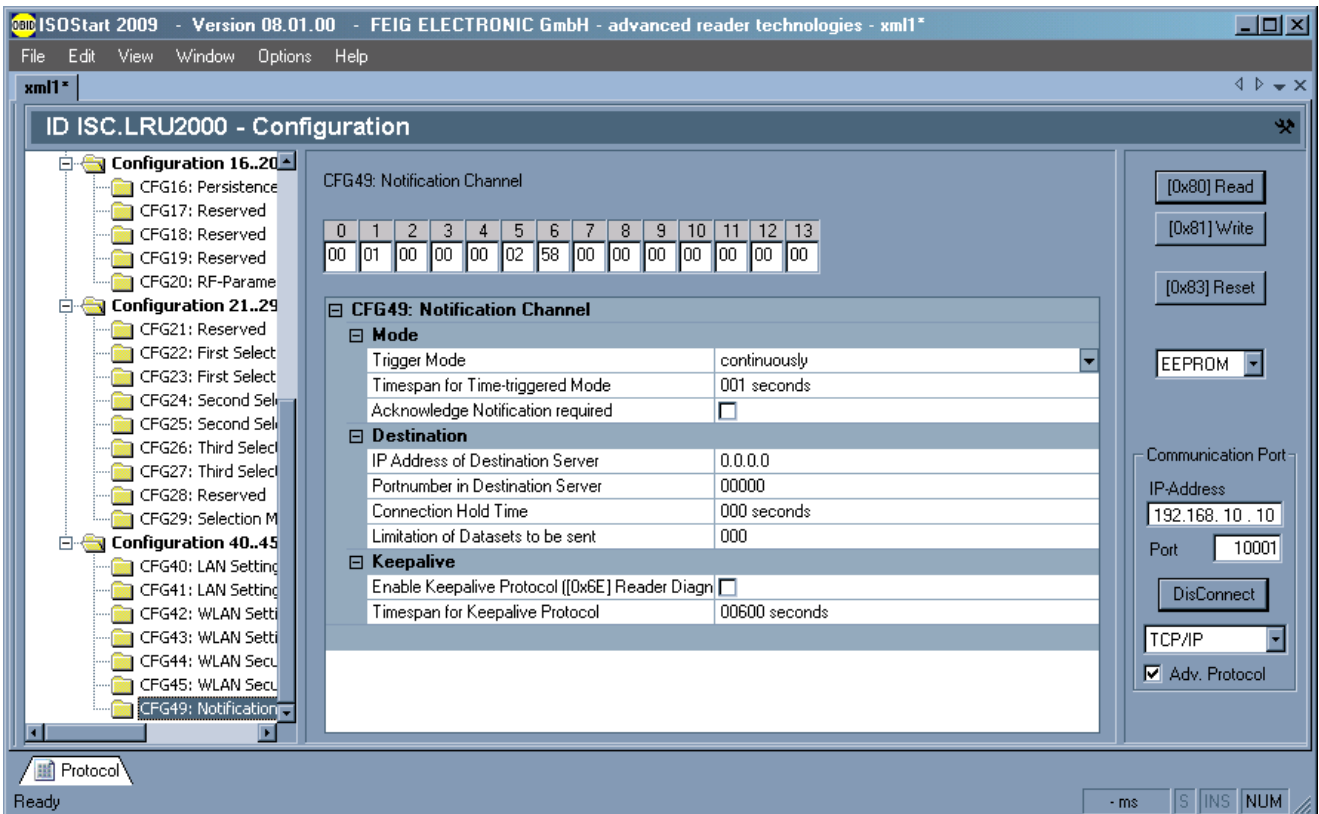 OBID ISOStart 2009 - Version 08.01.00 - FEIG ELECTRONIC GmbH - advanced reader technologies - xml1*
File Edit View Window Options Help
xml1*
ID ISC.LRU2000 - Configuration
Configuration 16..20
CFG16: Persistence
CFG17: Reserved
CFG18: Reserved
CFG19: Reserved
CFG20: RF-Parame
Configuration 21..29
CFG21: Reserved
CFG22: First Select
CFG23: First Select
CFG24: Second Sele
CFG25: Second Sele
CFG26: Third Select
CFG27: Third Select
CFG28: Reserved
CFG29: Selection M
Configuration 40..45
CFG40: LAN Setting
CFG41: LAN Setting
CFG42: WLAN Setti
CFG43: WLAN Setti
CFG44: WLAN Secu
CFG45: WLAN Secu
CFG49: Notification
CFG49: Notification Channel
0 1 2 3 4 5 6 7 8 9 10 11 12 13
00 01 00 00 00 02 58 00 00 00 00 00 00 00
CFG49: Notification Channel
Mode
Trigger Mode continuously
Timespan for Time-triggered Mode 001 seconds
Acknowledge Notification required
Destination
IP Address of Destination Server 0.0.0.0
Portnumber in Destination Server 00000
Connection Hold Time 000 seconds
Limitation of Datasets to be sent 000
Keepalive
Enable Keepalive Protocol ([0x6E] Reader Diagn
Timespan for Keepalive Protocol 00600 seconds
[0x80] Read
[0x81] Write
[0x83] Reset
EEPROM
Communication Port
IP-Address
192.168. 10 . 10
Port 10001
DisConnect
TCP/IP
Adv. Protocol
Protocol
Ready - ms S INS NUM